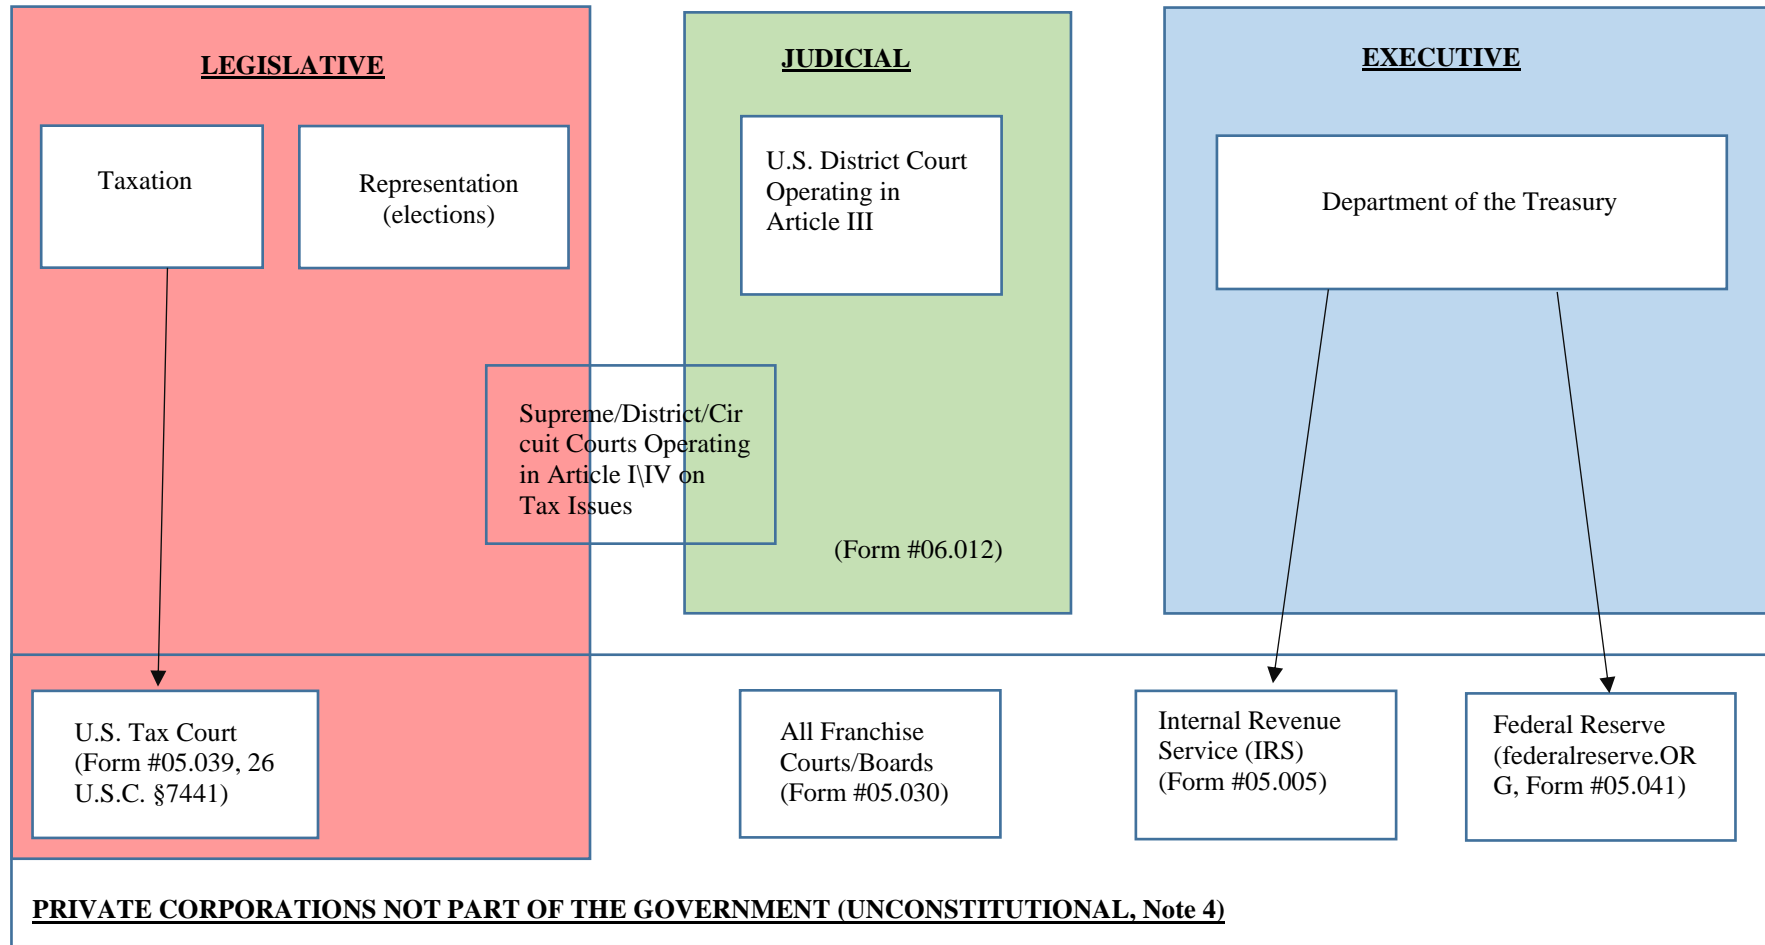 LEGISLATIVE
JUDICIAL
EXECUTIVE
Taxation
Representation
(elections)
U.S. District Court
Operating in
Article III
Department of the Treasury
Supreme/District/Cir
cuit Courts Operating
in Article I\IV on
Tax Issues
(Form #06.012)
U.S. Tax Court
(Form #05.039, 26
U.S.C. §7441)
All Franchise
Courts/Boards
(Form #05.030)
Internal Revenue
Service (IRS)
(Form #05.005)
Federal Reserve
(federalreserve.OR
G, Form #05.041)
PRIVATE CORPORATIONS NOT PART OF THE GOVERNMENT (UNCONSTITUTIONAL, Note 4)